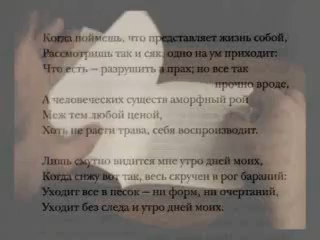 Когда поймешь, что представляет жизнь собой,
Рассмотришь так и сяк, одно на ум приходит:
Что есть – разрушить в прах; но все так
прочно вроде,
А человеческих существ аморфный рой
Меж тем любой ценой,
Хоть не расти трава, себя воспроизводит.
Лишь смутно видится мне утро дней моих,
Когда сижу вот так, весь скручен в рог бараний:
Уходит все в песок – ни форм, ни очертаний,
Уходит без следа и утро дней моих.